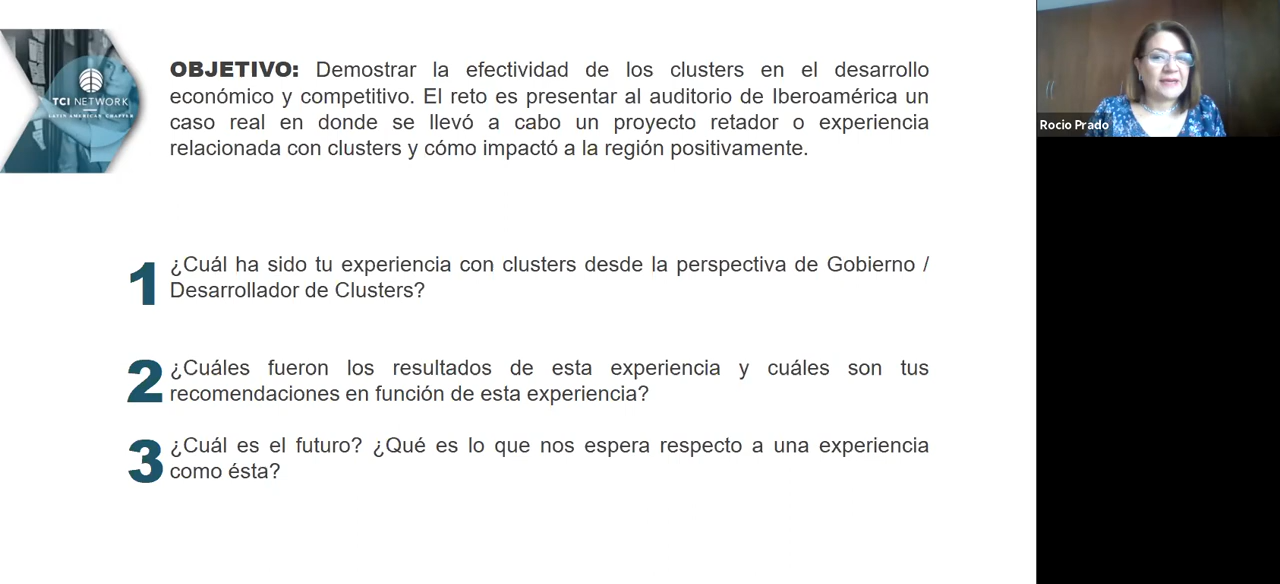 TCI NETWORK
LATIN AMERICAN CHAPTER
OBJETIVO: Demostrar la efectividad de los clusters en el desarrollo
económico y competitivo. El reto es presentar al auditorio de Iberoamérica un
caso real en donde se llevó a cabo un proyecto retador o experiencia
relacionada con clusters y cómo impactó a la región positivamente.
1 ¿Cuál ha sido tu experiencia con clusters desde la perspectiva de Gobierno /
Desarrollador de Clusters?
2 ¿Cuáles fueron los resultados de esta experiencia y cuáles son tus
recomendaciones en función de esta experiencia?
3 ¿Cuál es el futuro? ¿Qué es lo que nos espera respecto a una experiencia
como ésta?
Rocio Prado